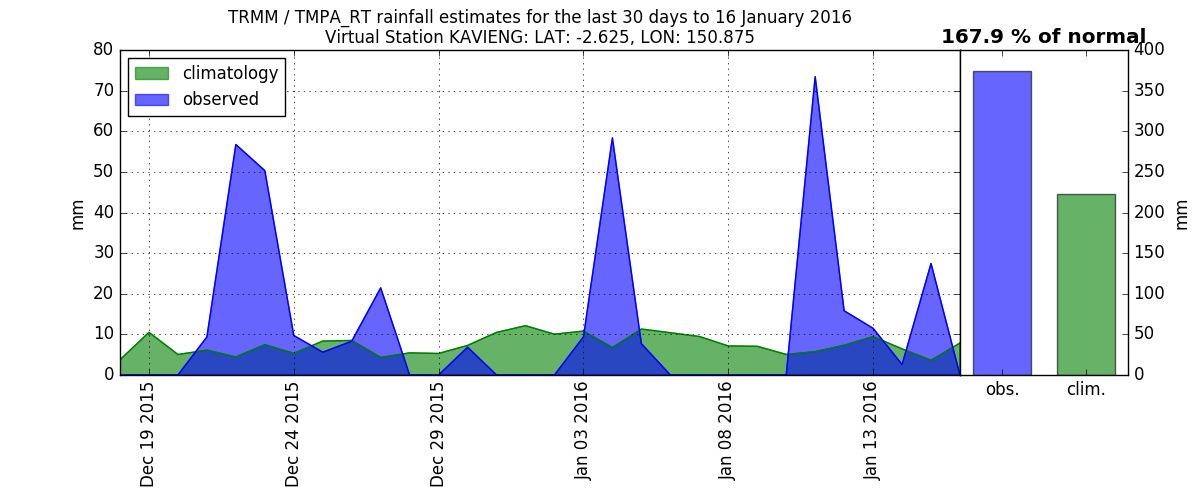 TRMM / TMPA_RT rainfall estimates for the last 30 days to 16 January 2016
Virtual Station KAVIENG: LAT: -2.625, LON: 150.875
167.9 % of normal
climatology
observed
mm
80
70
60
50
40
30
20
10
0
Dec 19 2015
Dec 24 2015
Dec 29 2015
Jan 03 2016
Jan 08 2016
Jan 13 2016
obs.
clim.
400
350
300
250
200
150
100
50
0
mm